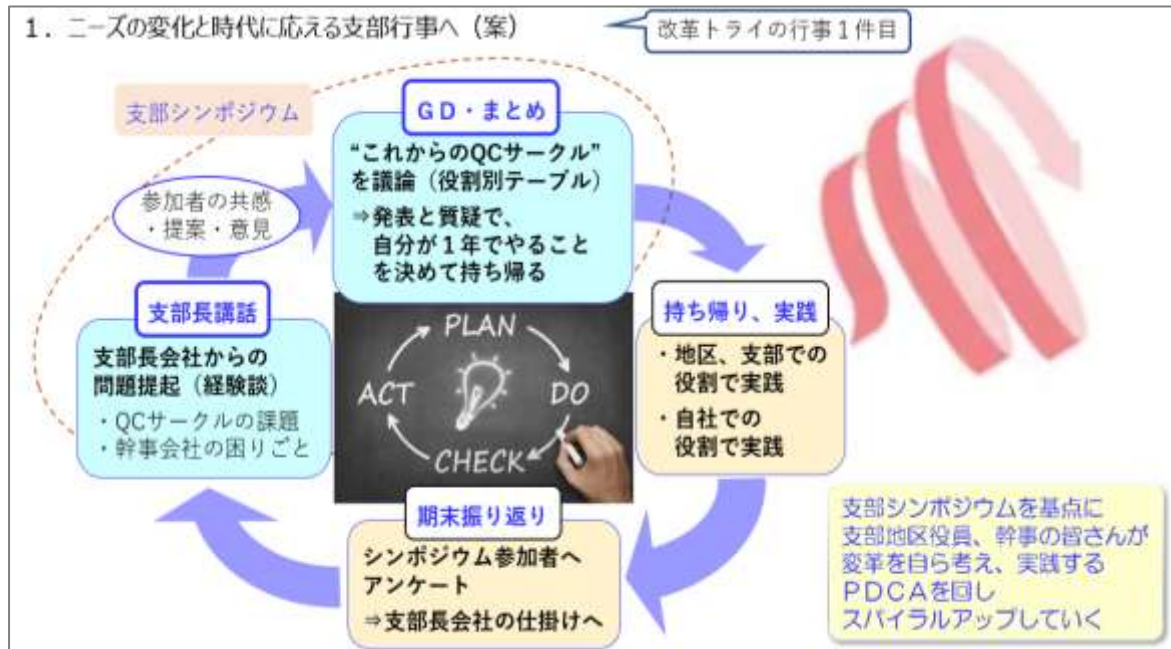 １．ニーズの変化と時代に応える支部行事へ（案）
改革トライの行事１件目
支部シンポジウム
ＧＤ・まとめ
“これからのQCサークル”
を議論（役割別テーブル）
⇒発表と質疑で、
自分が１年でやること
を決めて持ち帰る
参加者の共感
・提案・意見
支部長講話
支部長会社からの
問題提起（経験談）
・QCサークルの課題
・幹事会社の困りごと
PLAN
DO
CHECK
ACT
持ち帰り、実践
・地区、支部での
役割で実践
・自社での
役割で実践
期末振り返り
シンポジウム参加者へ
アンケート
⇒支部長会社の仕掛けへ
支部シンポジウムを基点に
支部地区役員、幹事の皆さんが
変革を自ら考え、実践する
ＰＤＣＡを回し
スパイラルアップしていく